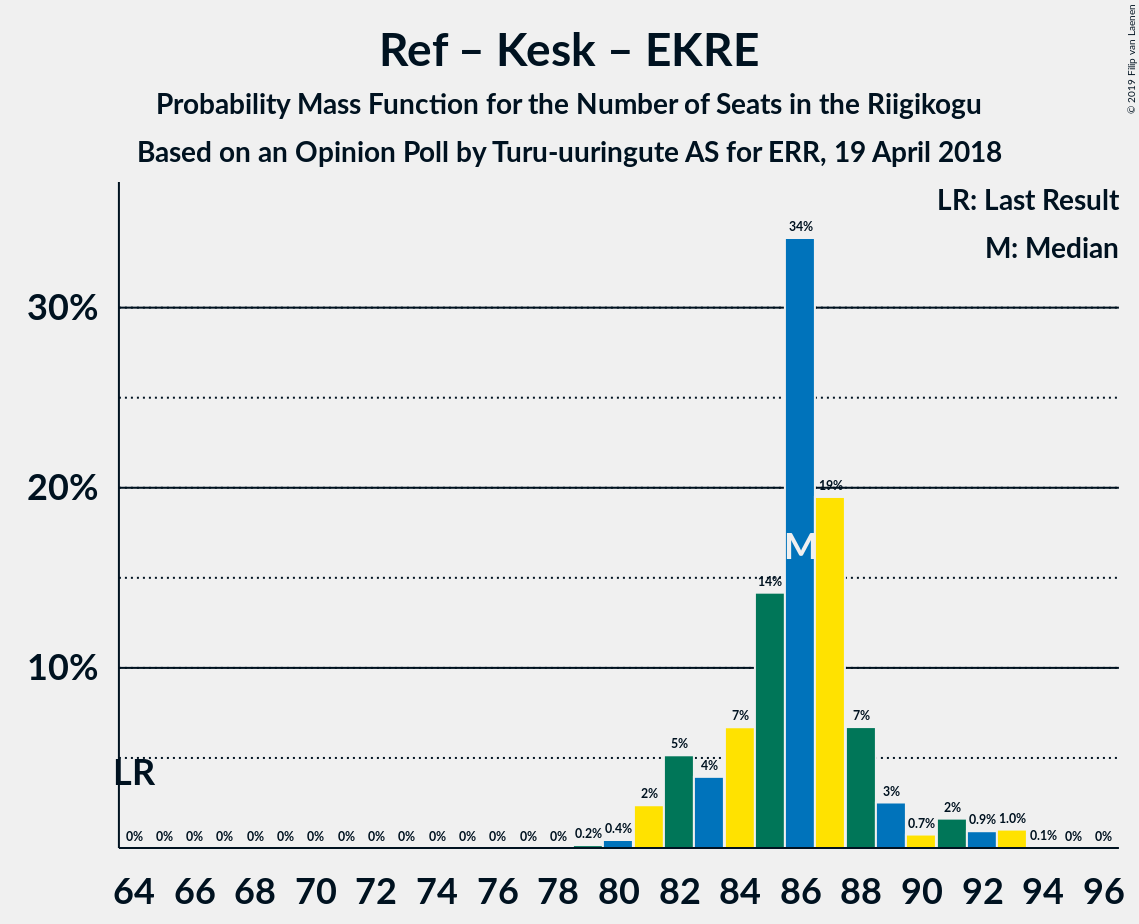 © 2019 Filip van Laenen
Ref – Kesk – EKRE
Probability Mass Function for the Number of Seats in the Riigikogu
Based on an Opinion Poll by Turu-uuringute AS for ERR, 19 April 2018
LR: Last Result
M: Median
34%
30%
19%
20%
M
14%
10%
7%
7%
5%
4%
LR
2%
3%
2%
0% 0% 0% 0% 0% 0% 0% 0% 0% 0% 0% 0% 0% 0% 0% 0.2% 0.4% 0.7% 0.9% 1.0% 0.1% 0% 0%
64 66 68 70 72 74 76 78 80 82 84 86 88 90 92 94 96